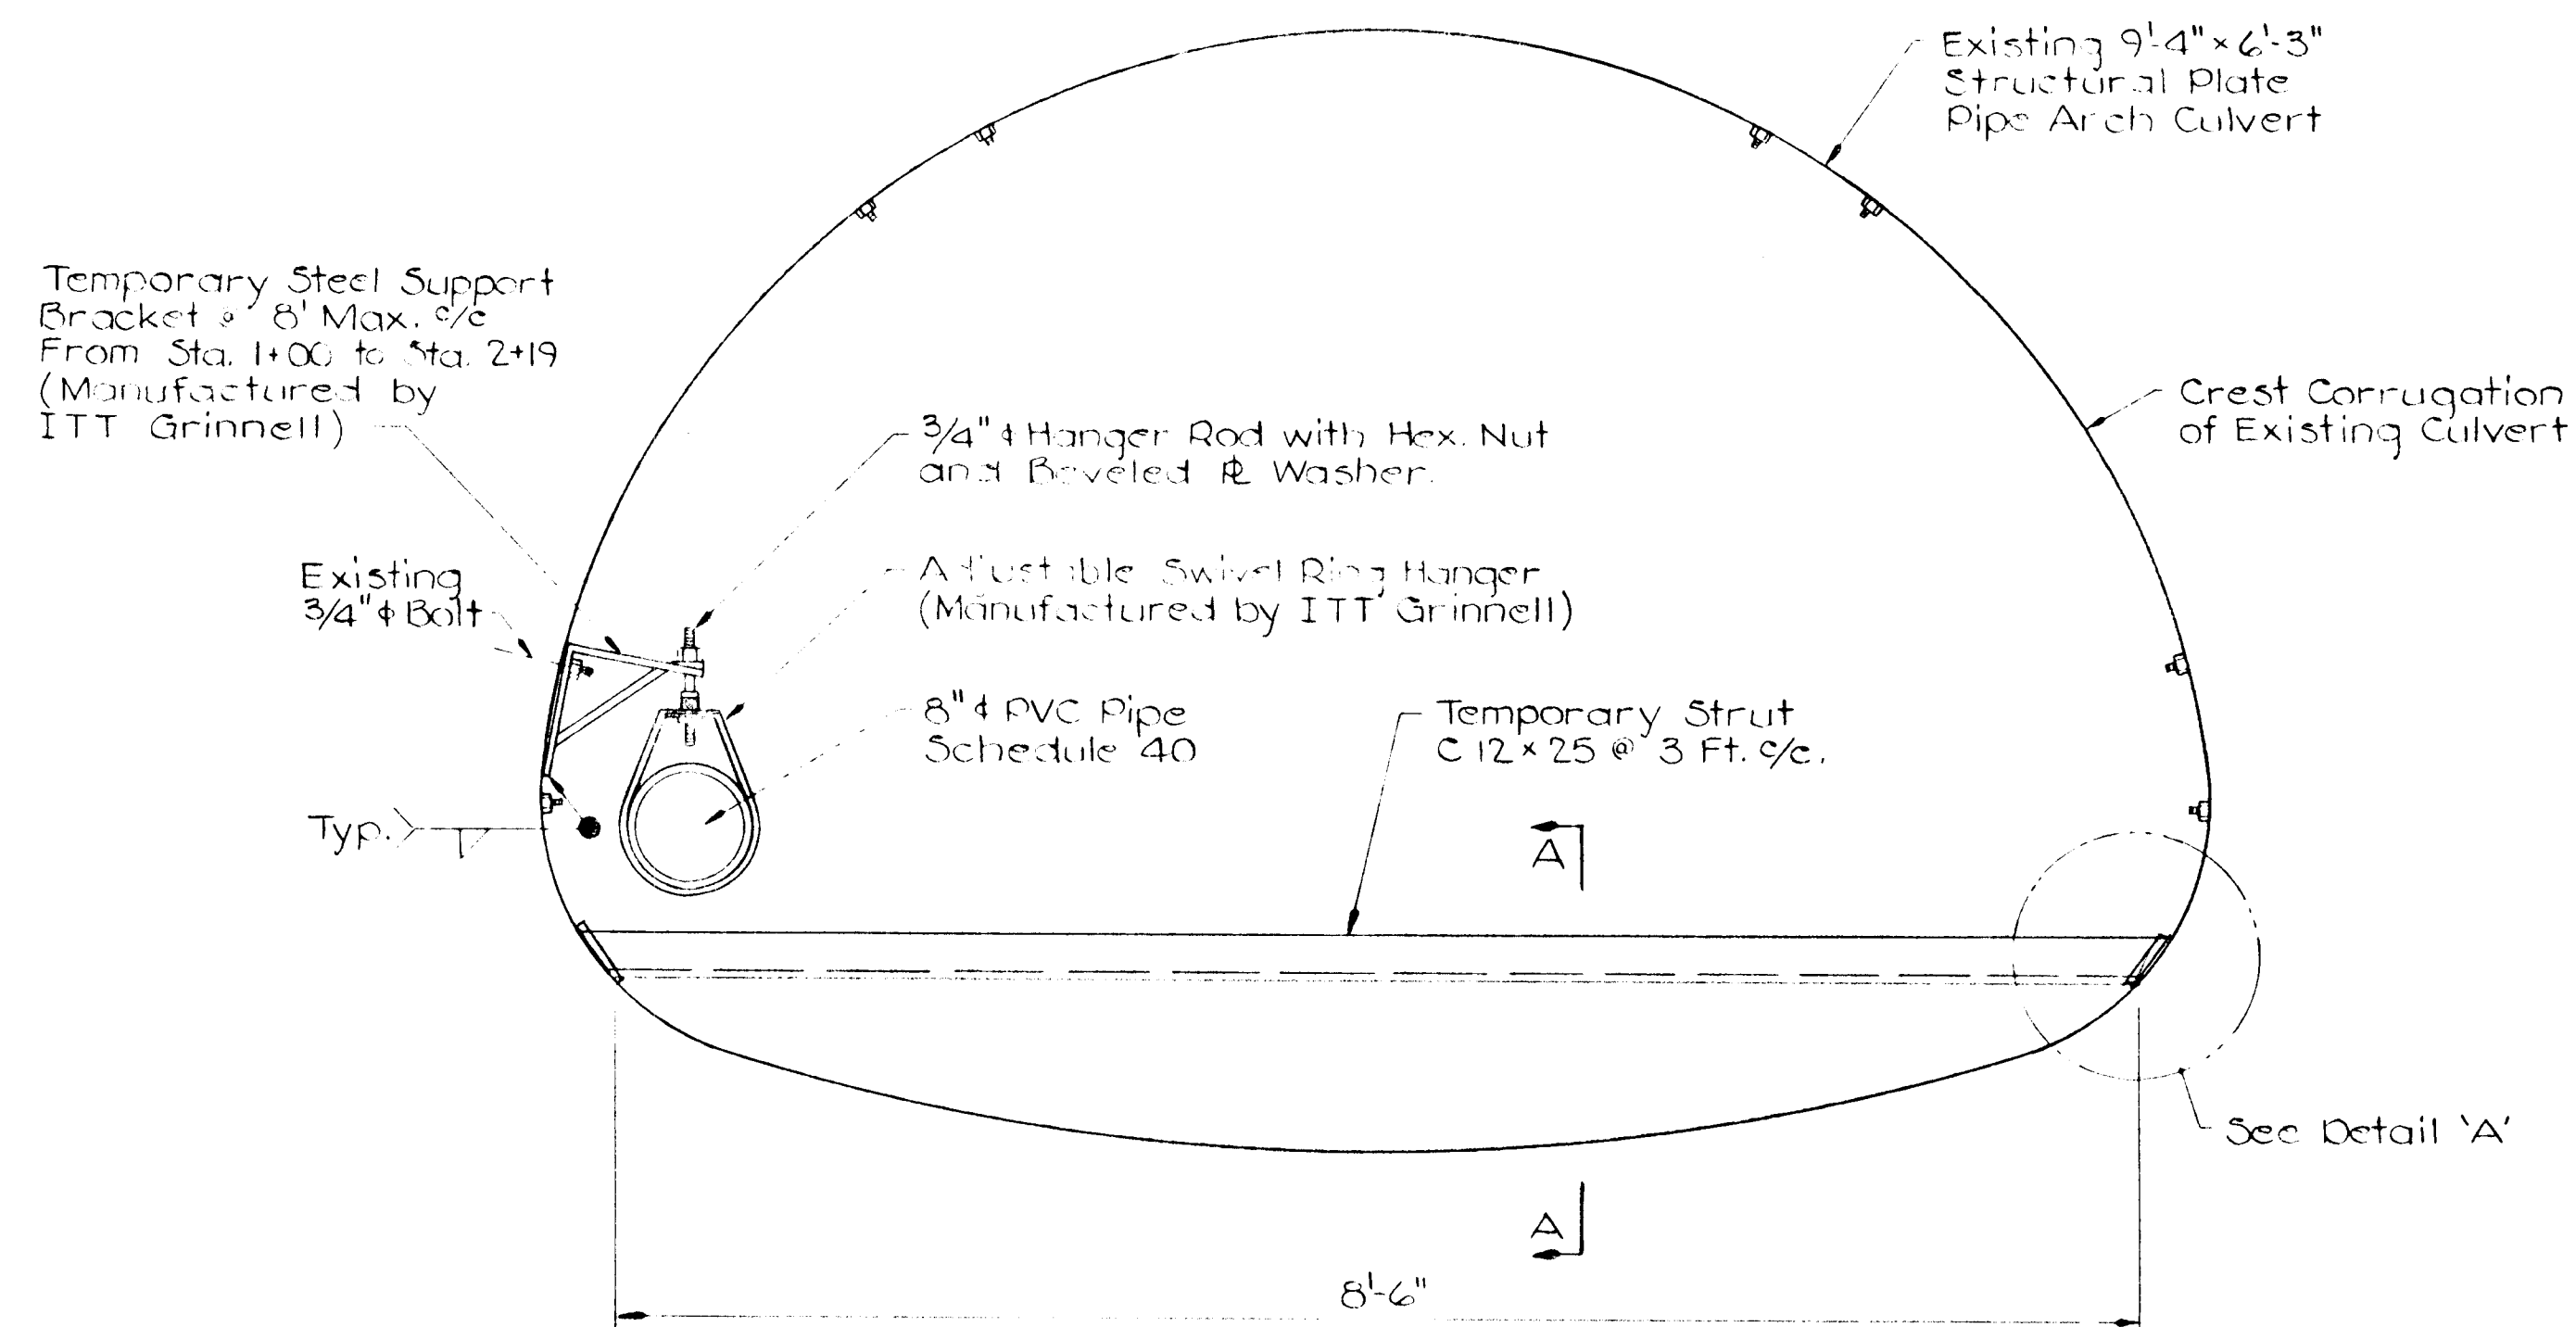 Existing 9'-4" × 6'-3"
Structural Plate
Pipe Arch Culvert
Temporary Steel Support
Bracket @ 8' Max. c/c
From Sta. 1+00 to Sta. 2+19
(Manufactured by
ITT Grinnell)
Crest Corrugation
of Existing Culvert
3/4" ϕ Hanger Rod with Hex. Nut
and Beveled ⅊ Washer.
Existing
3/4" ϕ Bolt
Adjustable Swivel Ring Hanger
(Manufactured by ITT Grinnell)
8" ϕ PVC Pipe
Schedule 40
Temporary Strut
C 12 × 25 @ 3 Ft. c/c.
Typ.
A
See Detail 'A'
A
8'-6"